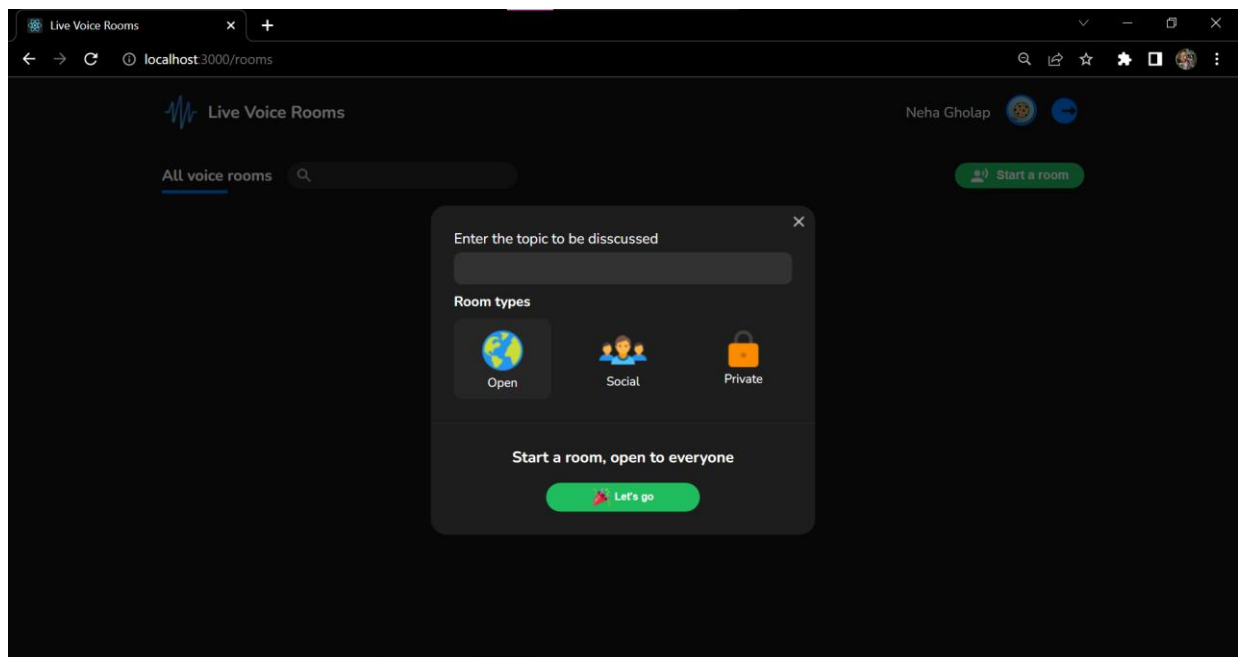 Live Voice Rooms
localhost:3000/rooms
Live Voice Rooms
Neha Gholap
All voice rooms
Start a room
Enter the topic to be disscussed
Room types
Open Social Private
Start a room, open to everyone
Let's go